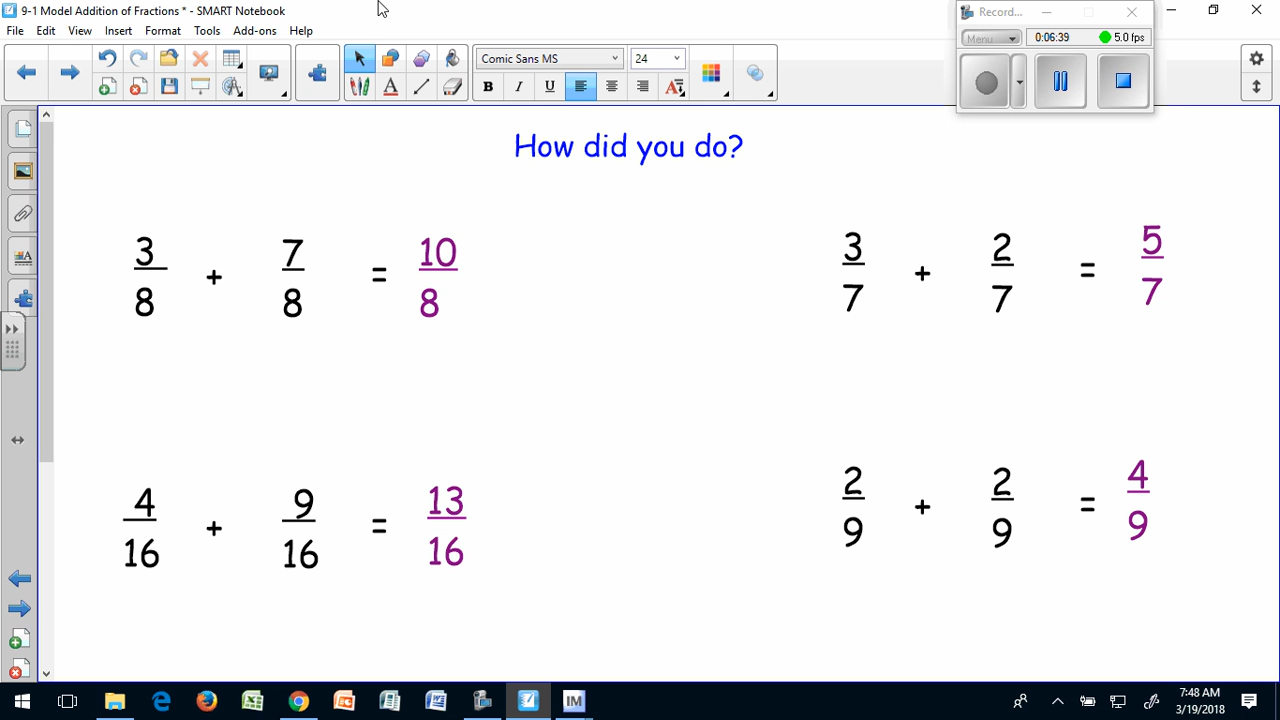 9-1 Model Addition of Fractions * - SMART Notebook
Record...
File Edit View Insert Format Tools Add-ons Help
Menu 0:06:39 5.0 fps
Comic Sans MS 24
B I U
How did you do?
3/8 + 7/8 = 10/8
3/7 + 2/7 = 5/7
4/16 + 9/16 = 13/16
2/9 + 2/9 = 4/9
IM
7:48 AM
3/19/2018